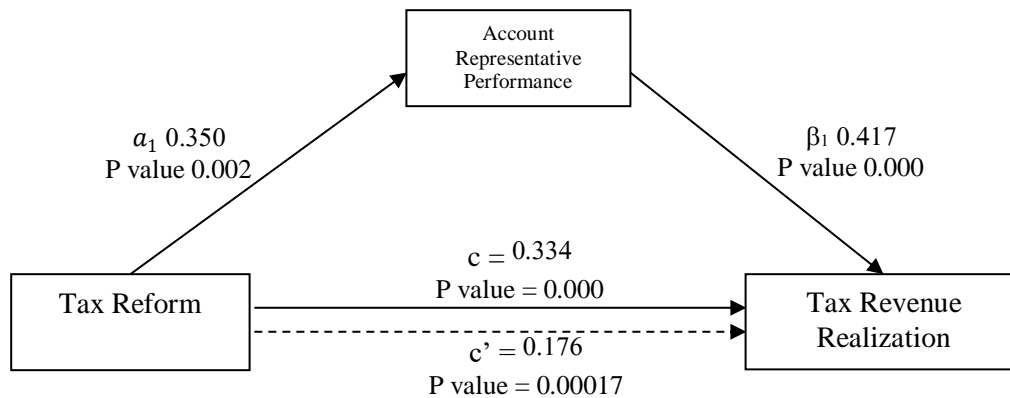 Account
Representative
Performance
𝑎₁ 0.350
P value 0.002
β₁ 0.417
P value 0.000
c = 0.334
P value = 0.000
Tax Reform
Tax Revenue
Realization
c’ = 0.176
P value = 0.00017